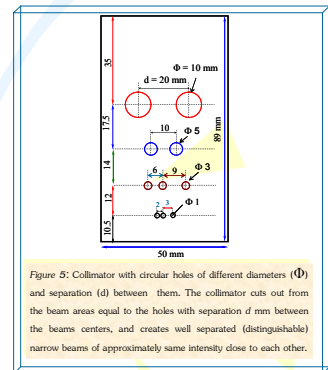 35
Φ = 10 mm
d = 20 mm
17.5
89 mm
10
Φ 5
14
6
9
Φ 3
12
2
3
Φ 1
10.5
50 mm
Figure 5: Collimator with circular holes of different diameters (Φ)
and separation (d) between them. The collimator cuts out from
the beam areas equal to the holes with separation d mm between
the beams centers, and creates well separated (distinguishable)
narrow beams of approximately same intensity close to each other.